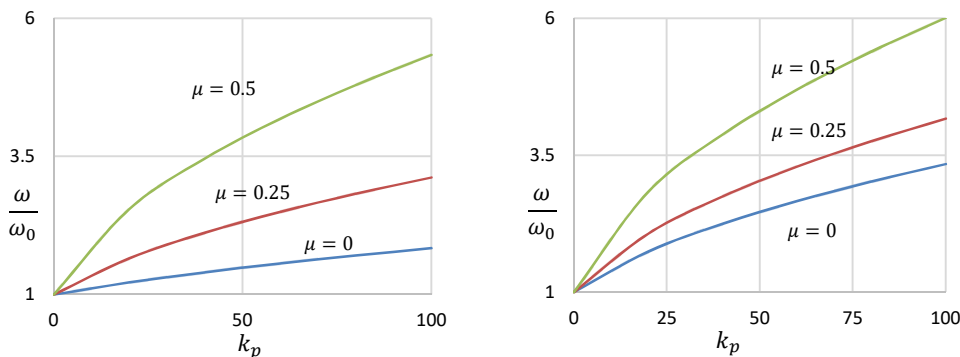 6
μ = 0.5
3.5
μ = 0.25
ω/ω₀
μ = 0
1
0 50 100
kₚ
6
μ = 0.5
μ = 0.25
3.5
ω/ω₀
μ = 0
1
0 25 50 75 100
kₚ